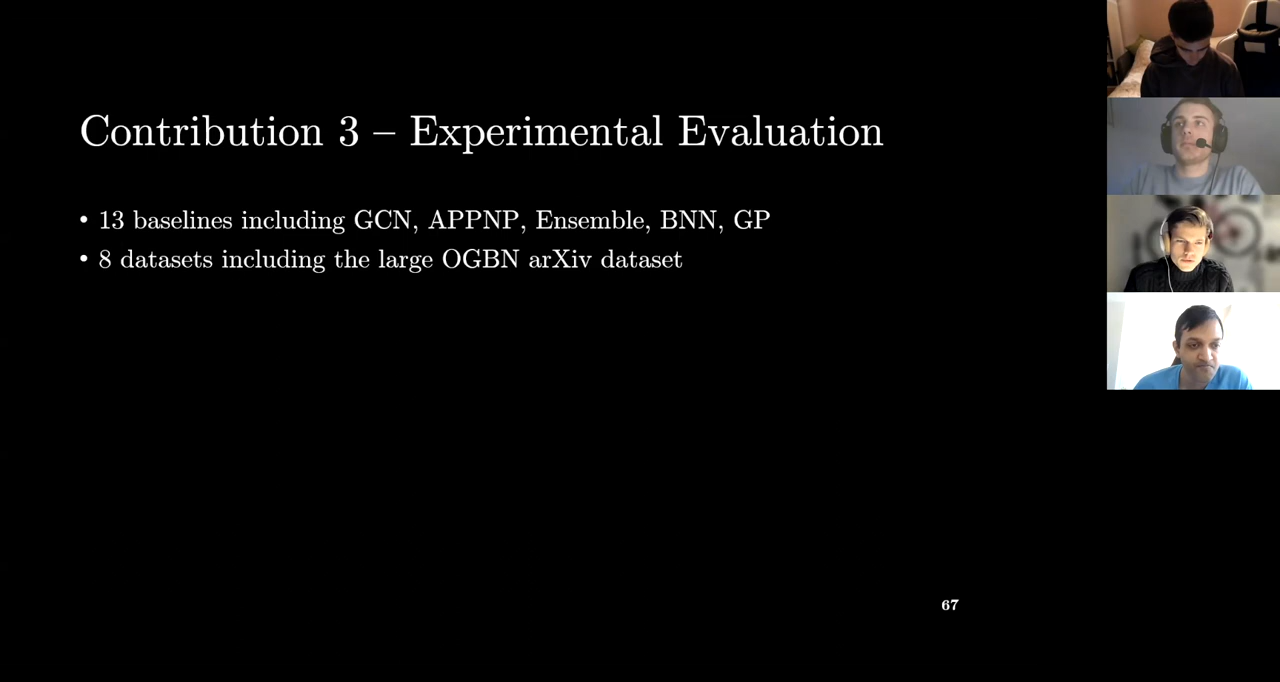 Contribution 3 – Experimental Evaluation
• 13 baselines including GCN, APPNP, Ensemble, BNN, GP
• 8 datasets including the large OGBN arXiv dataset
67